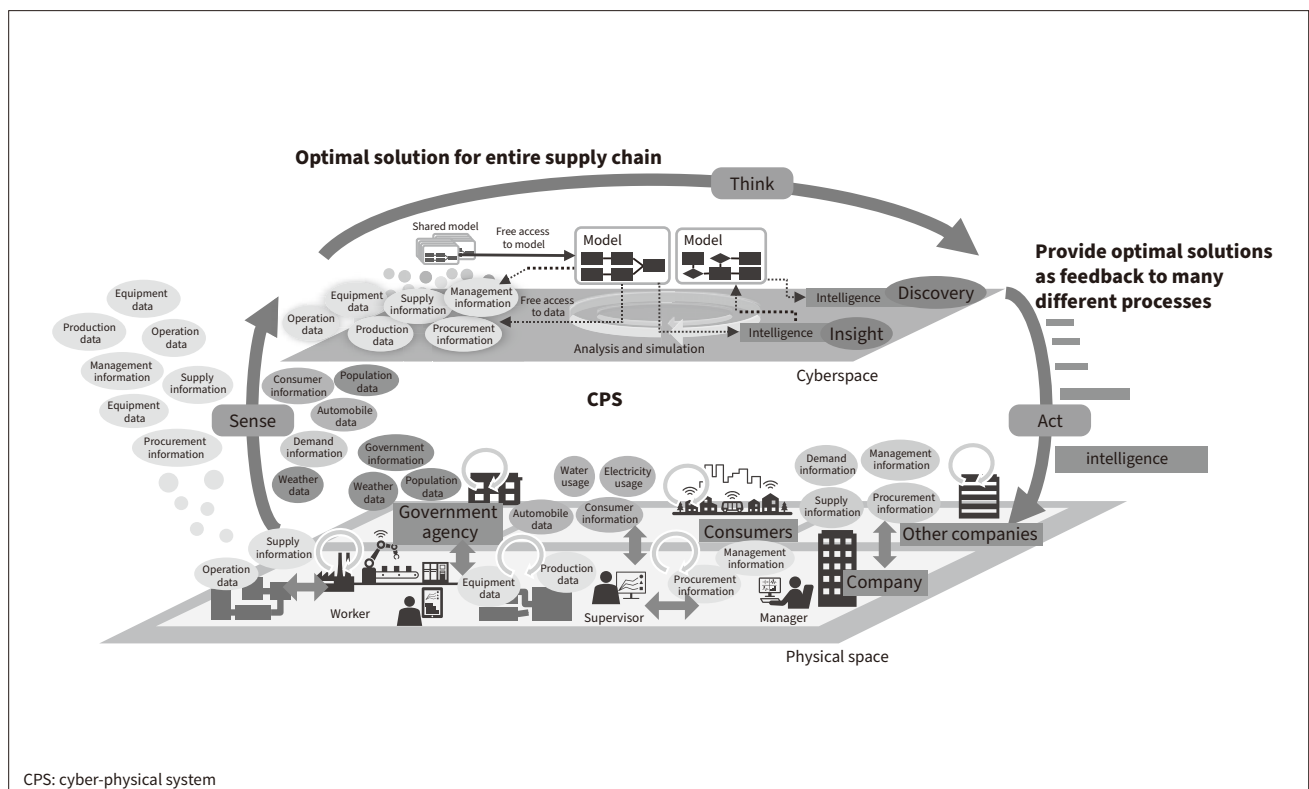 Optimal solution for entire supply chain
Think
Shared model
Free access
to model
Model
Model
Provide optimal solutions
as feedback to many
different processes
Equipment
data
Production
data
Operation
data
Management
information
Supply
information
Equipment
data
Procurement
information
Equipment
data
Supply
information
Management
information
Operation
data
Production
data
Procurement
information
Free access
to data
Intelligence
Discovery
Intelligence
Insight
Analysis and simulation
Cyberspace
CPS
Sense
Consumer
information
Population
data
Automobile
data
Demand
information
Weather
data
Government
information
Weather
data
Population
data
Government
agency
Water
usage
Electricity
usage
Automobile
data
Consumer
information
Consumers
Demand
information
Management
information
Supply
information
Procurement
information
Other companies
Act
intelligence
Supply
information
Operation
data
Worker
Equipment
data
Production
data
Supervisor
Procurement
information
Management
information
Manager
Company
Physical space
CPS: cyber-physical system